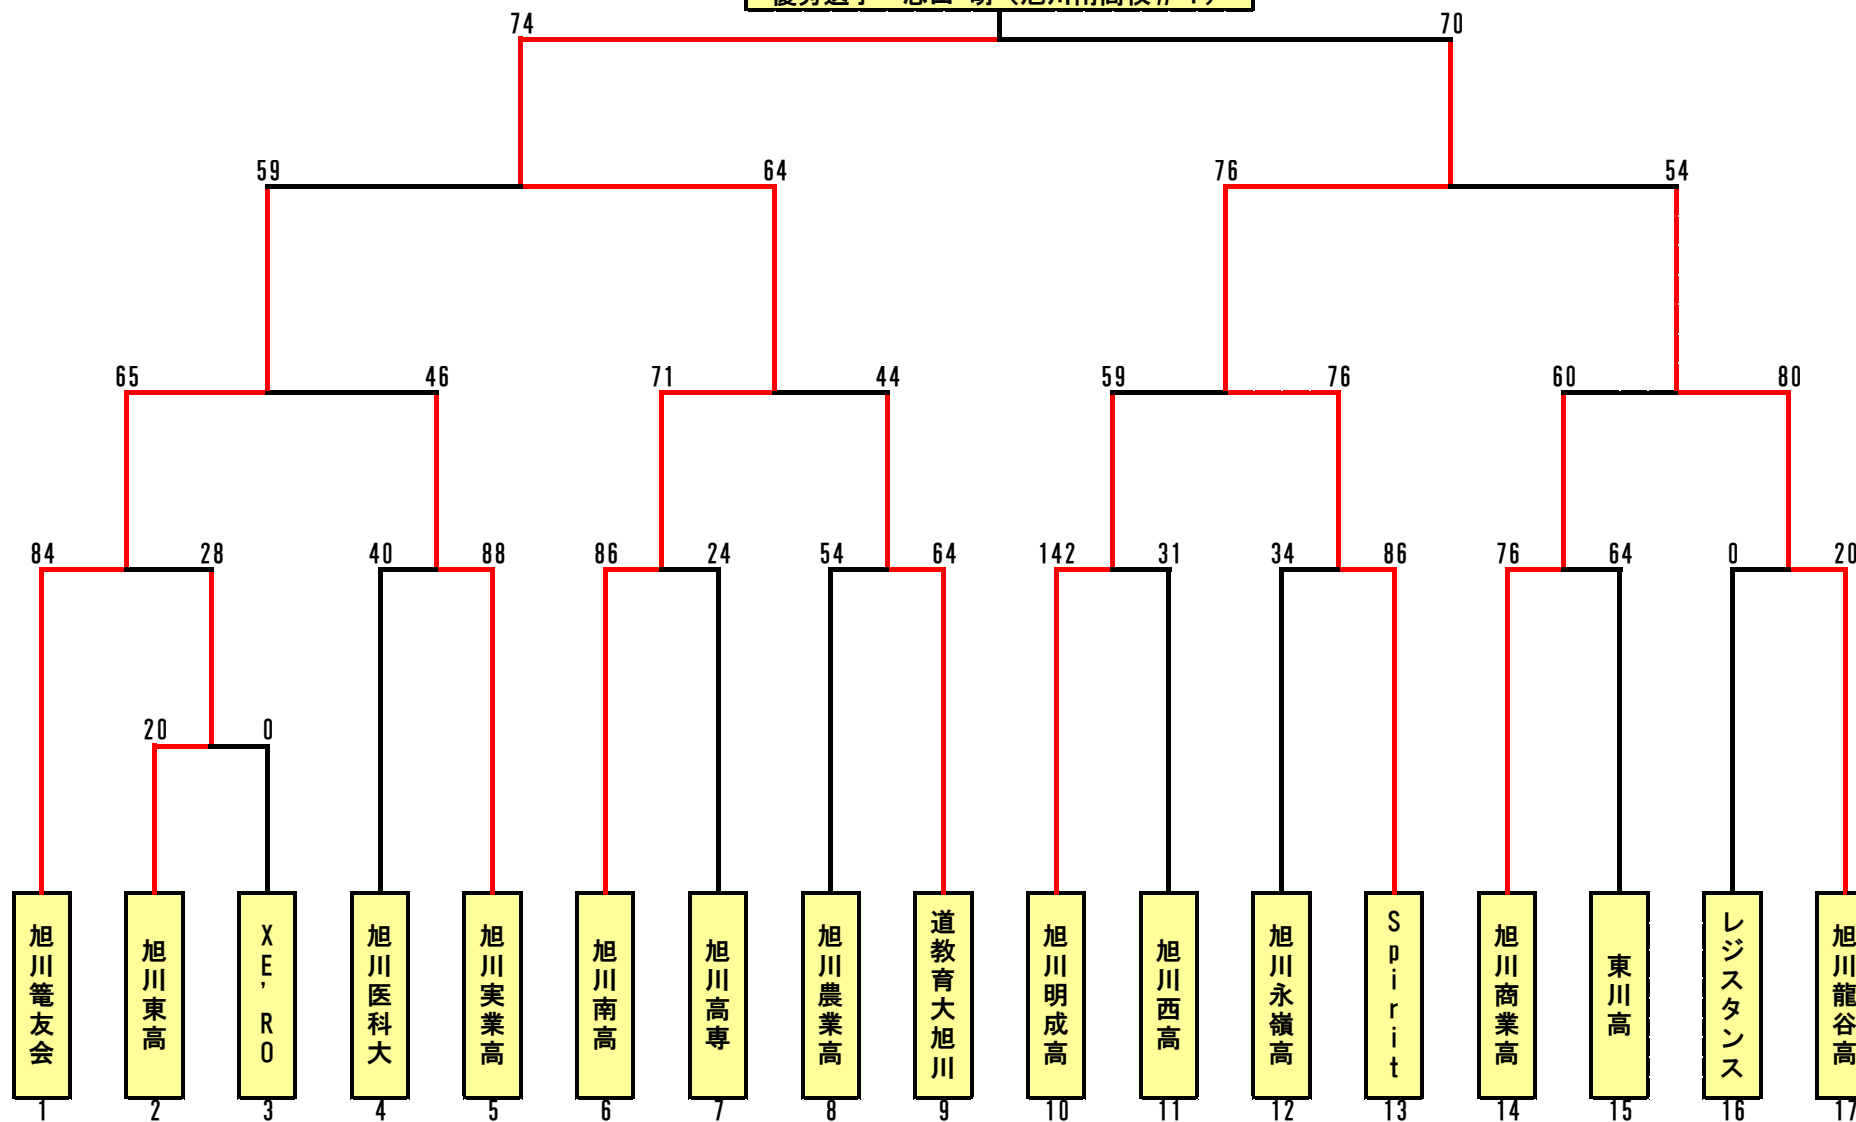 74 70
59 64 76 54
65 46 71 44 59 76 60 80
84 28 40 88 86 24 54 64 142 31 34 86 76 64 0 20
20 0
旭川篭友会
旭川東高
XE'RO
旭川医科大
旭川実業高
旭川南高
旭川高専
旭川農業高
道教育大旭川
旭川明成高
旭川西高
旭川永嶺高
Spirit
旭川商業高
東川高
レジスタンス
旭川龍谷高
1 2 3 4 5 6 7 8 9 10 11 12 13 14 15 16 17